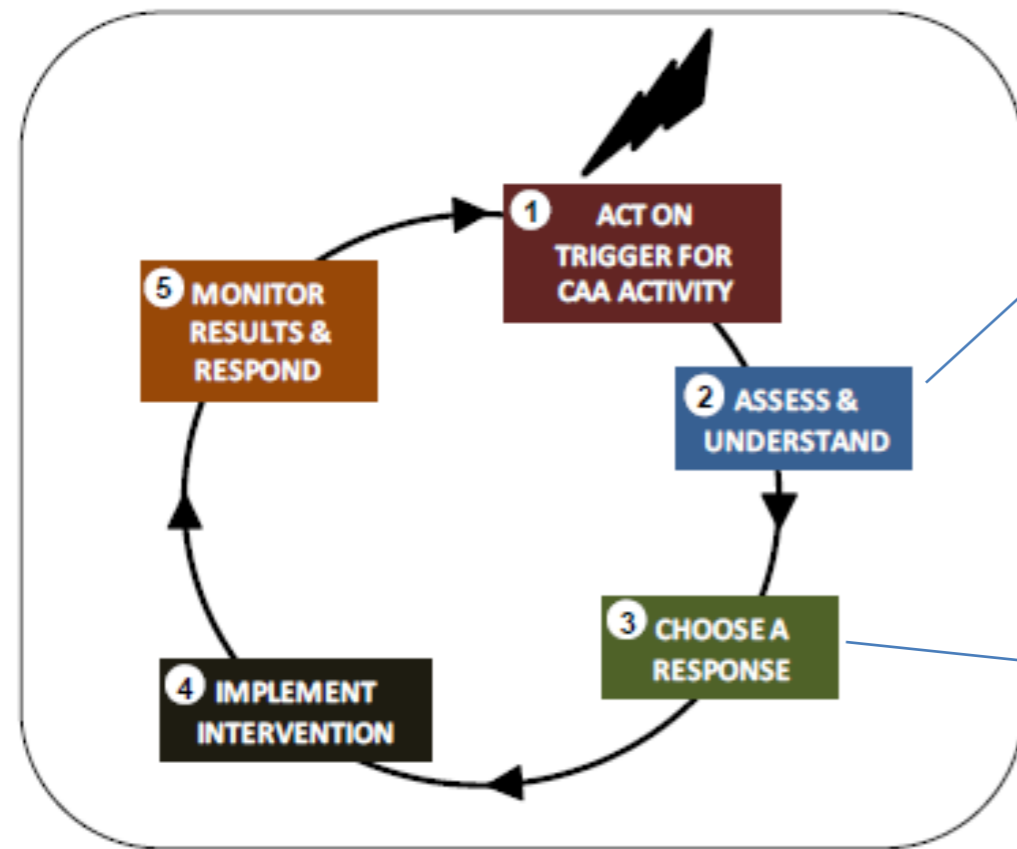 1 ACT ON
TRIGGER FOR
CAA ACTIVITY
2 ASSESS &
UNDERSTAND
3 CHOOSE A
RESPONSE
4 IMPLEMENT
INTERVENTION
5 MONITOR
RESULTS &
RESPOND